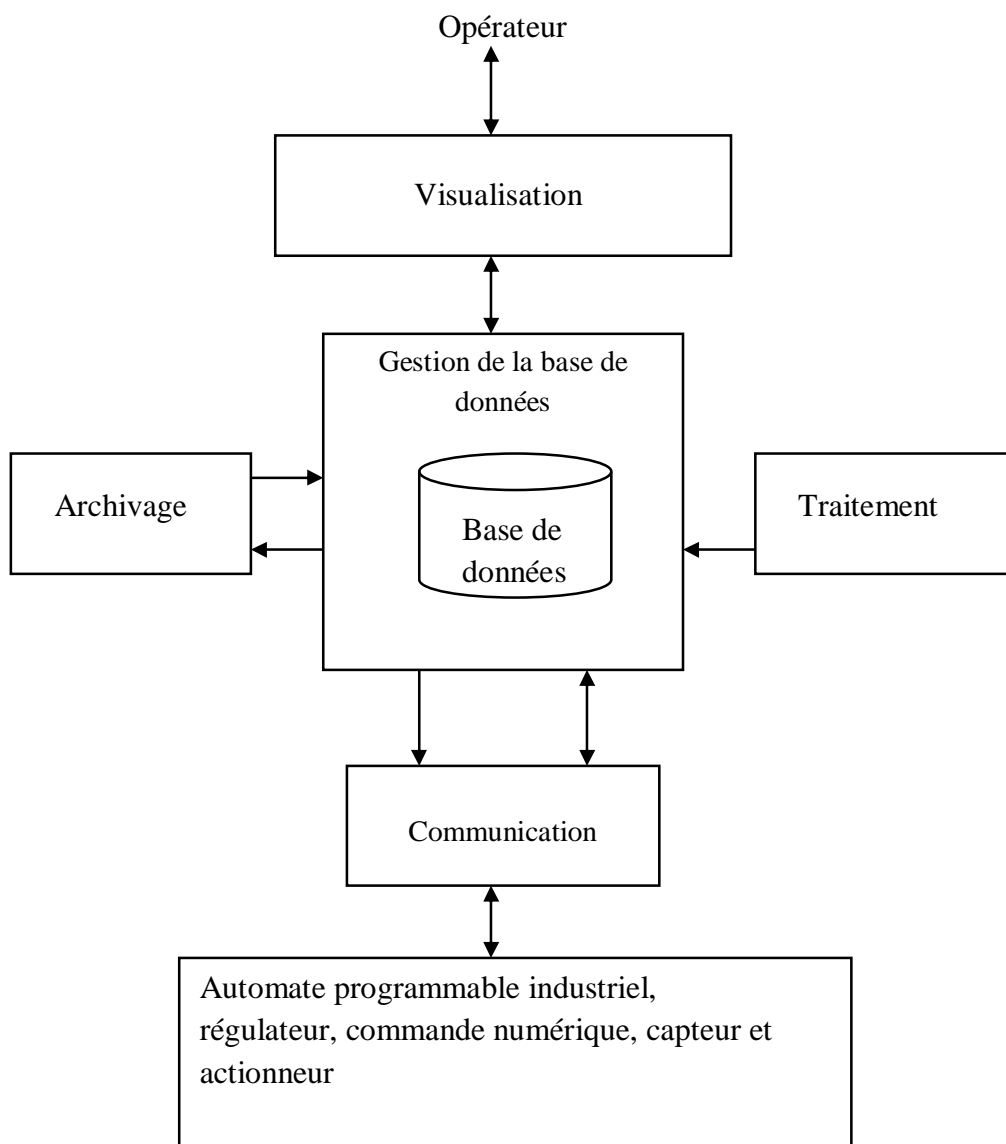 Opérateur
Visualisation
Gestion de la base de
données
Archivage
Base de
données
Traitement
Communication
Automate programmable industriel,
régulateur, commande numérique, capteur et
actionneur